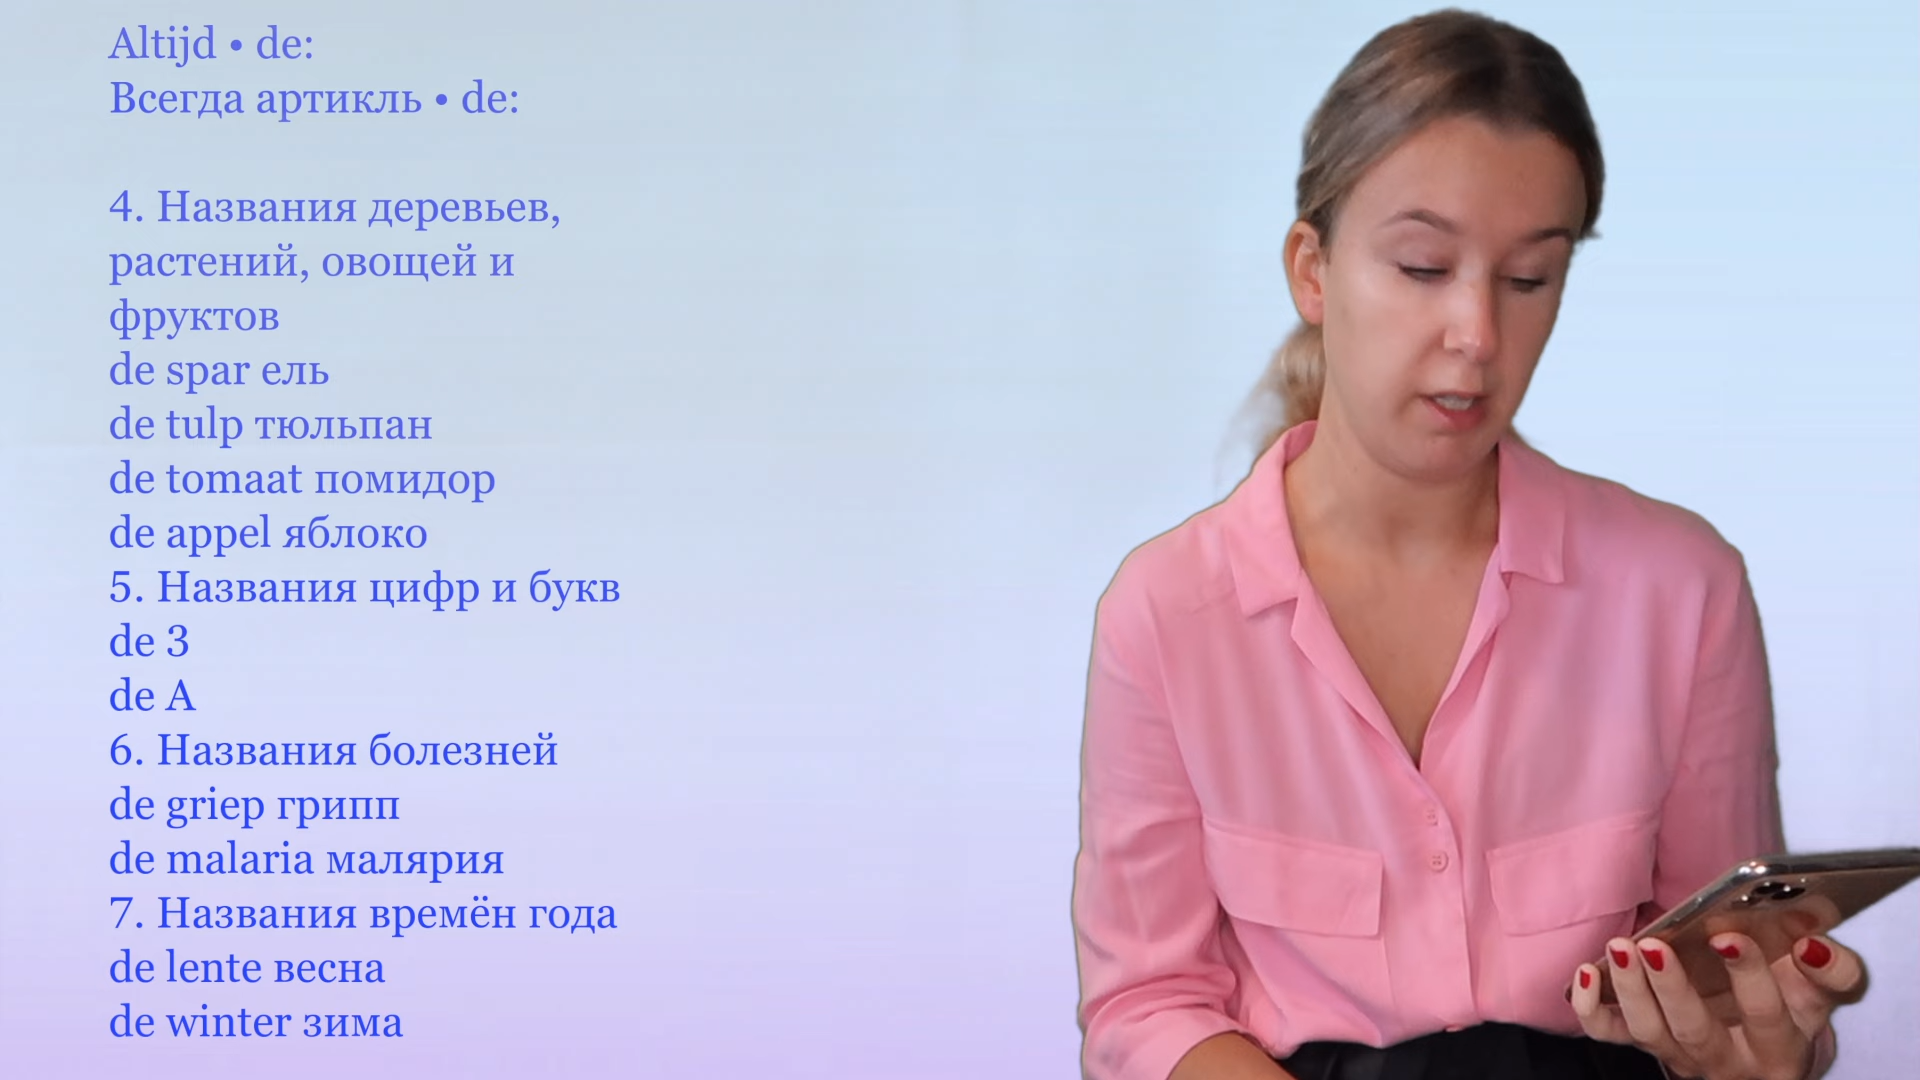 Altijd • de:
Всегда артикль • de:
4. Названия деревьев,
растений, овощей и
фруктов
de spar ель
de tulp тюльпан
de tomaat помидор
de appel яблоко
5. Названия цифр и букв
de 3
de A
6. Названия болезней
de griep грипп
de malaria малярия
7. Названия времён года
de lente весна
de winter зима